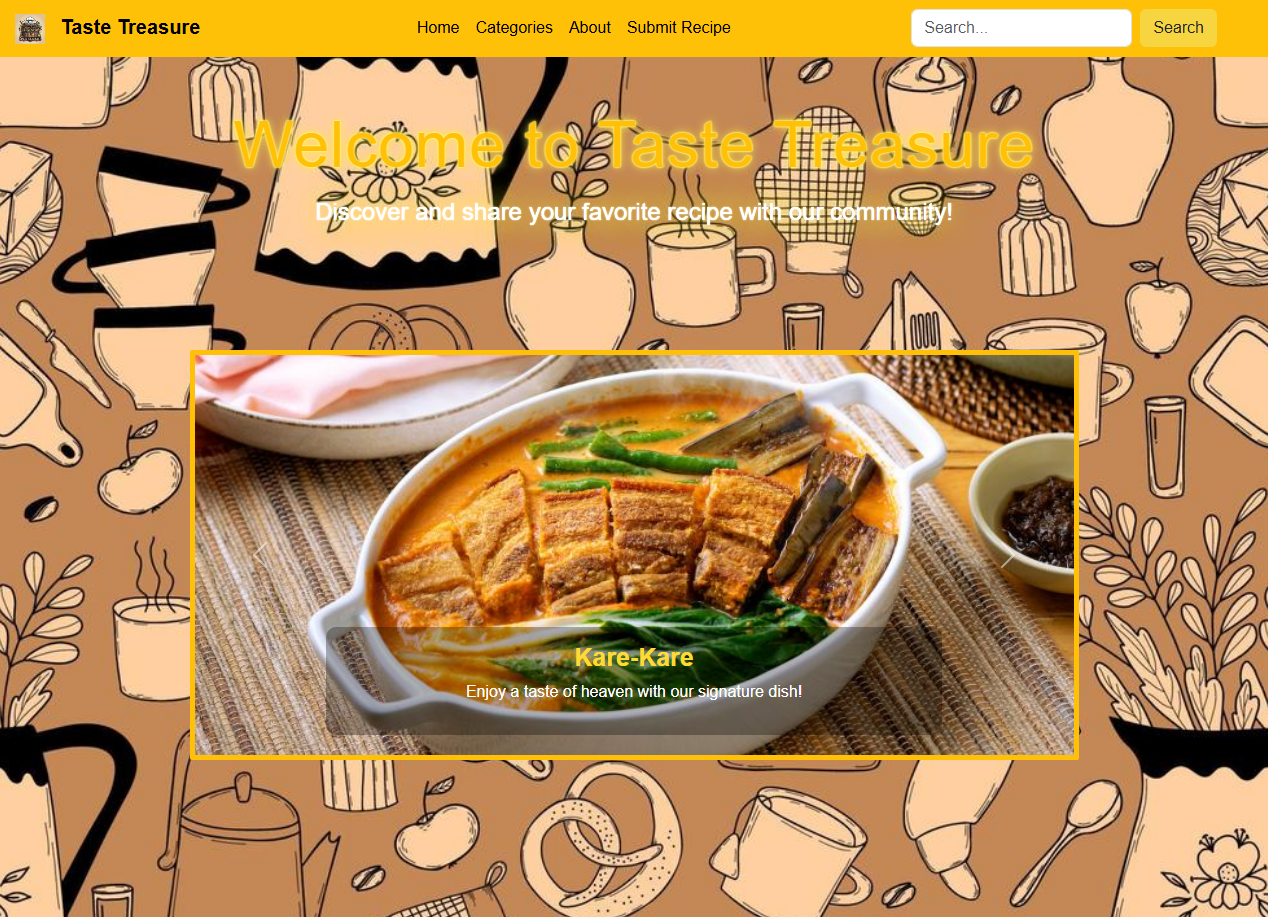 Taste Treasure
Home Categories About Submit Recipe
Search...
Search
Welcome to Taste Treasure
Discover and share your favorite recipe with our community!
Kare-Kare
Enjoy a taste of heaven with our signature dish!